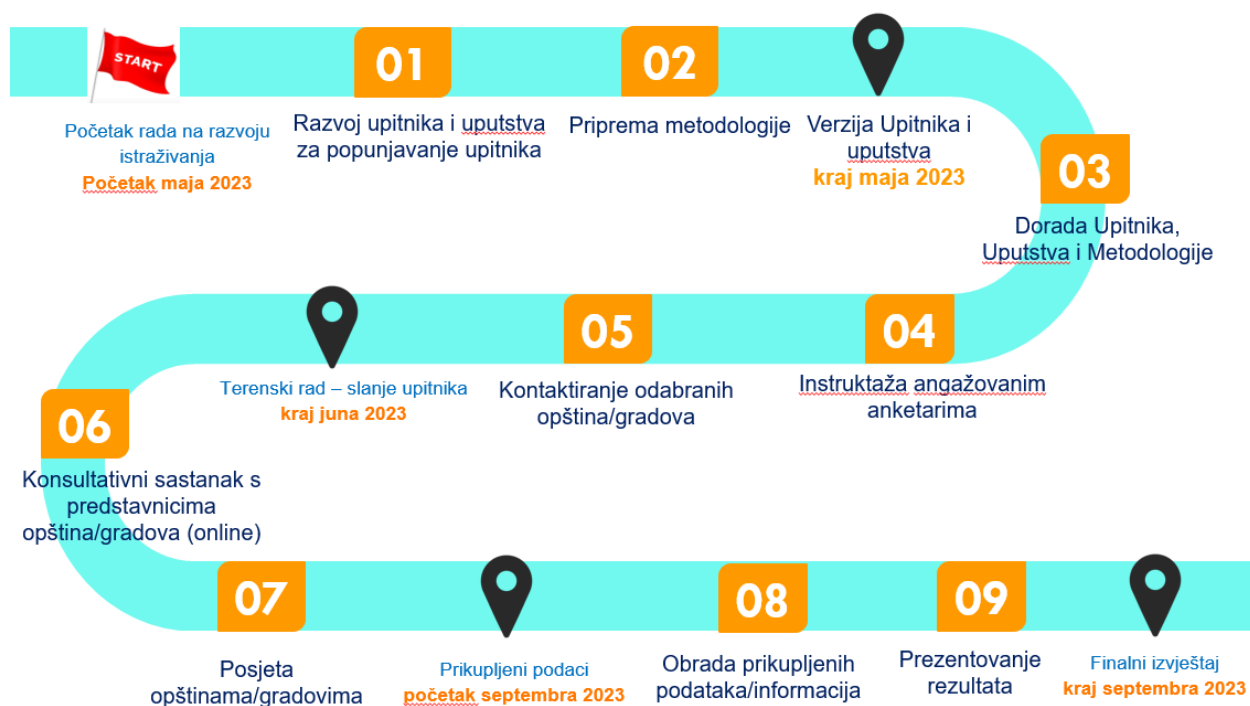 START
Početak rada na razvoju
istraživanja
Početak maja 2023
01
Razvoj upitnika i uputstva
za popunjavanje upitnika
02
Priprema metodologije
Verzija Upitnika i
uputstva
kraj maja 2023
03
Dorada Upitnika,
Uputstva i Metodologije
04
Instruktaža angažovanim
anketarima
05
Kontaktiranje odabranih
opština/gradova
Terenski rad – slanje upitnika
kraj juna 2023
06
Konsultativni sastanak s
predstavnicima
opština/gradova (online)
07
Posjeta
opštinama/gradovima
Prikupljeni podaci
početak septembra 2023
08
Obrada prikupljenih
podataka/informacija
09
Prezentovanje
rezultata
Finalni izvještaj
kraj septembra 2023